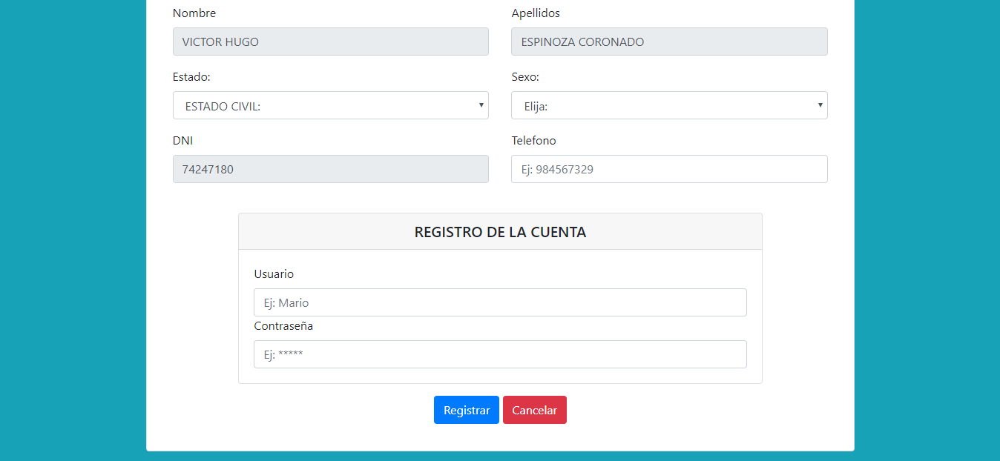 Nombre
Apellidos
VICTOR HUGO
ESPINOZA CORONADO
Estado:
Sexo:
ESTADO CIVIL:
Elija:
DNI
Telefono
74247180
Ej: 984567329
REGISTRO DE LA CUENTA
Usuario
Ej: Mario
Contraseña
Ej: *****
Registrar
Cancelar